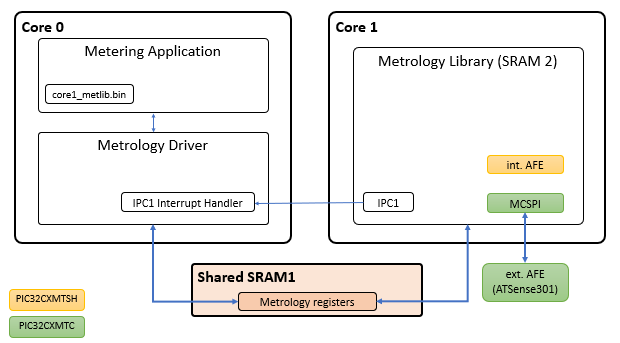 Core 0
Metering Application
core1_metlib.bin
Metrology Driver
IPC1 Interrupt Handler
Core 1
Metrology Library (SRAM 2)
int. AFE
IPC1
MCSPI
ext. AFE
(ATSense301)
Shared SRAM1
Metrology registers
PIC32CXMTSH
PIC32CXMTC